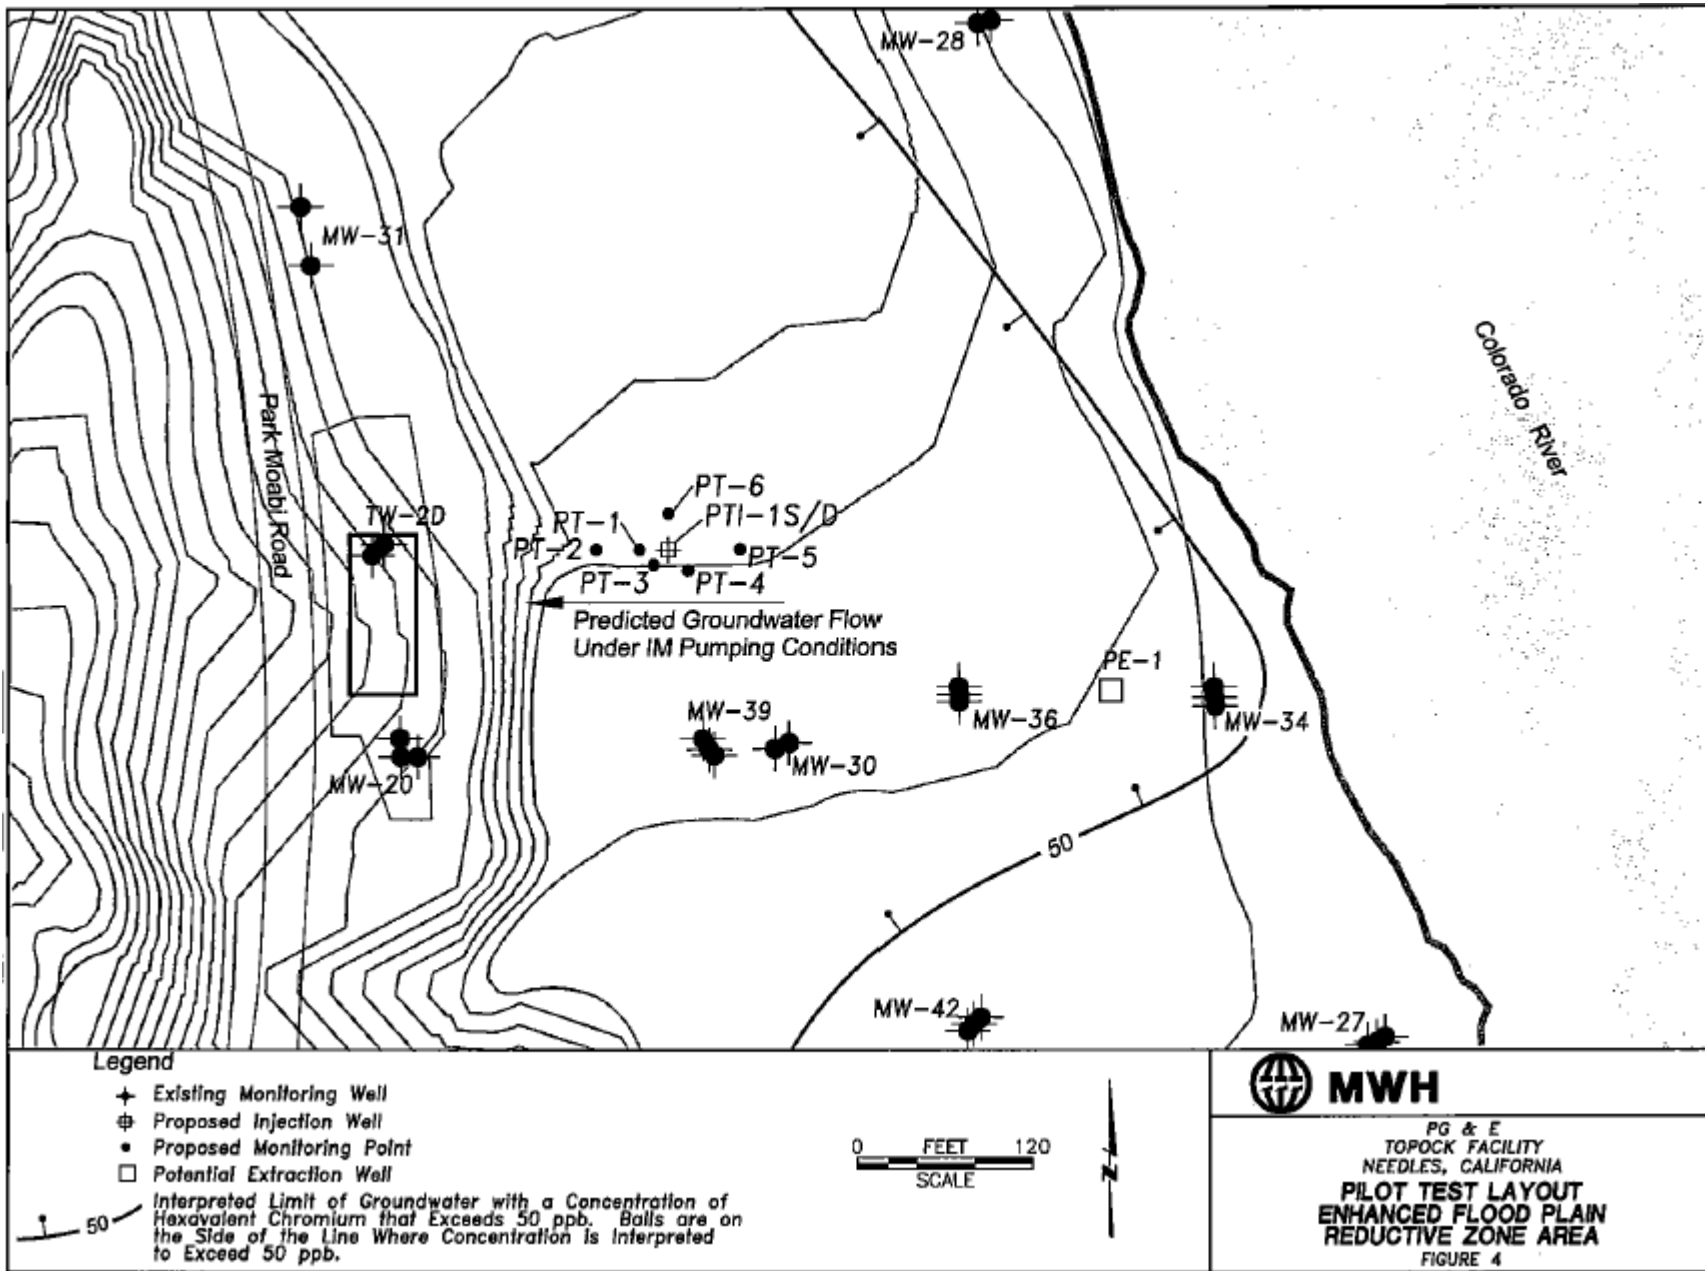 MW-28
MW-31
Colorado River
Park Moabi Road
PT-6
TW-2D
PT-1
PTI-1S/D
PT-2
PT-5
PT-3
PT-4
Predicted Groundwater Flow
Under IM Pumping Conditions
PE-1
MW-39
MW-36
MW-34
MW-30
MW-20
50
MW-42
MW-27
Legend
Existing Monitoring Well
Proposed Injection Well
Proposed Monitoring Point
Potential Extraction Well
50
Interpreted Limit of Groundwater with a Concentration of
Hexavalent Chromium that Exceeds 50 ppb. Balls are on
the Side of the Line Where Concentration is Interpreted
to Exceed 50 ppb.
0 FEET 120
SCALE
N
MWH
PG & E
TOPOCK FACILITY
NEEDLES, CALIFORNIA
PILOT TEST LAYOUT
ENHANCED FLOOD PLAIN
REDUCTIVE ZONE AREA
FIGURE 4